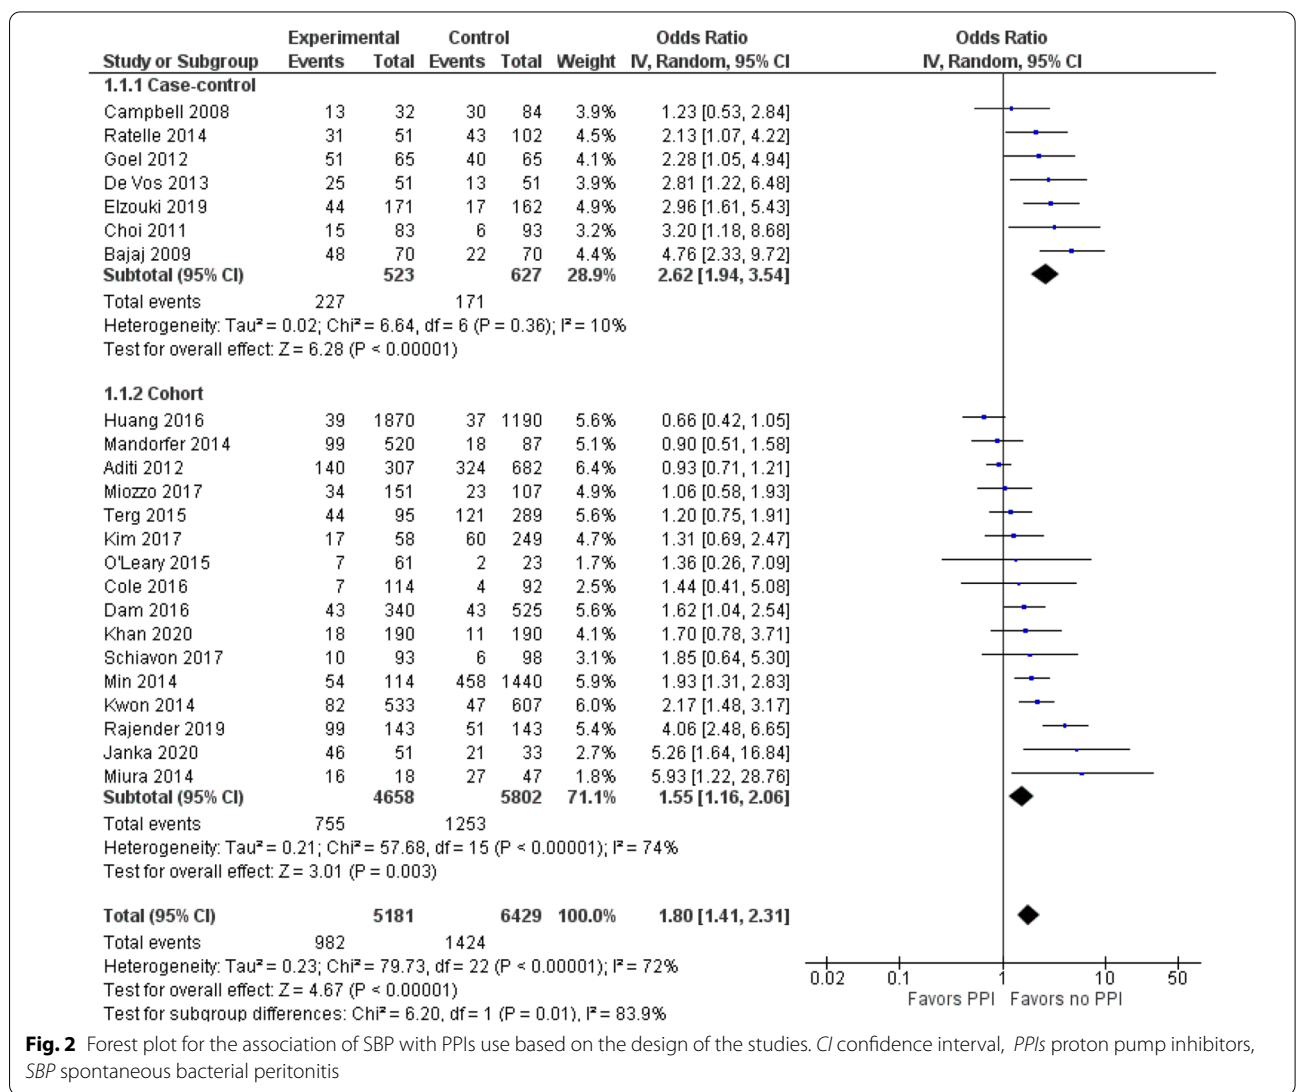 Experimental Control Odds Ratio Odds Ratio
Study or Subgroup Events Total Events Total Weight IV, Random, 95% CI IV, Random, 95% CI
1.1.1 Case-control
Campbell 2008 13 32 30 84 3.9% 1.23 [0.53, 2.84]
Ratelle 2014 31 51 43 102 4.5% 2.13 [1.07, 4.22]
Goel 2012 51 65 40 65 4.1% 2.28 [1.05, 4.94]
De Vos 2013 25 51 13 51 3.9% 2.81 [1.22, 6.48]
Elzouki 2019 44 171 17 162 4.9% 2.96 [1.61, 5.43]
Choi 2011 15 83 6 93 3.2% 3.20 [1.18, 8.68]
Bajaj 2009 48 70 22 70 4.4% 4.76 [2.33, 9.72]
Subtotal (95% CI) 523 627 28.9% 2.62 [1.94, 3.54]
Total events 227 171
Heterogeneity: Tau² = 0.02; Chi² = 6.64, df = 6 (P = 0.36); I² = 10%
Test for overall effect: Z = 6.28 (P < 0.00001)
1.1.2 Cohort
Huang 2016 39 1870 37 1190 5.6% 0.66 [0.42, 1.05]
Mandorfer 2014 99 520 18 87 5.1% 0.90 [0.51, 1.58]
Aditi 2012 140 307 324 682 6.4% 0.93 [0.71, 1.21]
Miozzo 2017 34 151 23 107 4.9% 1.06 [0.58, 1.93]
Terg 2015 44 95 121 289 5.6% 1.20 [0.75, 1.91]
Kim 2017 17 58 60 249 4.7% 1.31 [0.69, 2.47]
O'Leary 2015 7 61 2 23 1.7% 1.36 [0.26, 7.09]
Cole 2016 7 114 4 92 2.5% 1.44 [0.41, 5.08]
Dam 2016 43 340 43 525 5.6% 1.62 [1.04, 2.54]
Khan 2020 18 190 11 190 4.1% 1.70 [0.78, 3.71]
Schiavon 2017 10 93 6 98 3.1% 1.85 [0.64, 5.30]
Min 2014 54 114 458 1440 5.9% 1.93 [1.31, 2.83]
Kwon 2014 82 533 47 607 6.0% 2.17 [1.48, 3.17]
Rajender 2019 99 143 51 143 5.4% 4.06 [2.48, 6.65]
Janka 2020 46 51 21 33 2.7% 5.26 [1.64, 16.84]
Miura 2014 16 18 27 47 1.8% 5.93 [1.22, 28.76]
Subtotal (95% CI) 4658 5802 71.1% 1.55 [1.16, 2.06]
Total events 755 1253
Heterogeneity: Tau² = 0.21; Chi² = 57.68, df = 15 (P < 0.00001); I² = 74%
Test for overall effect: Z = 3.01 (P = 0.003)
Total (95% CI) 5181 6429 100.0% 1.80 [1.41, 2.31]
Total events 982 1424
Heterogeneity: Tau² = 0.23; Chi² = 79.73, df = 22 (P < 0.00001); I² = 72%
Test for overall effect: Z = 4.67 (P < 0.00001)
Test for subgroup differences: Chi² = 6.20, df = 1 (P = 0.01), I² = 83.9%
0.02 0.1 1 10 50
Favors PPI Favors no PPI
Fig. 2 Forest plot for the association of SBP with PPIs use based on the design of the studies. CI confidence interval, PPIs proton pump inhibitors,
SBP spontaneous bacterial peritonitis